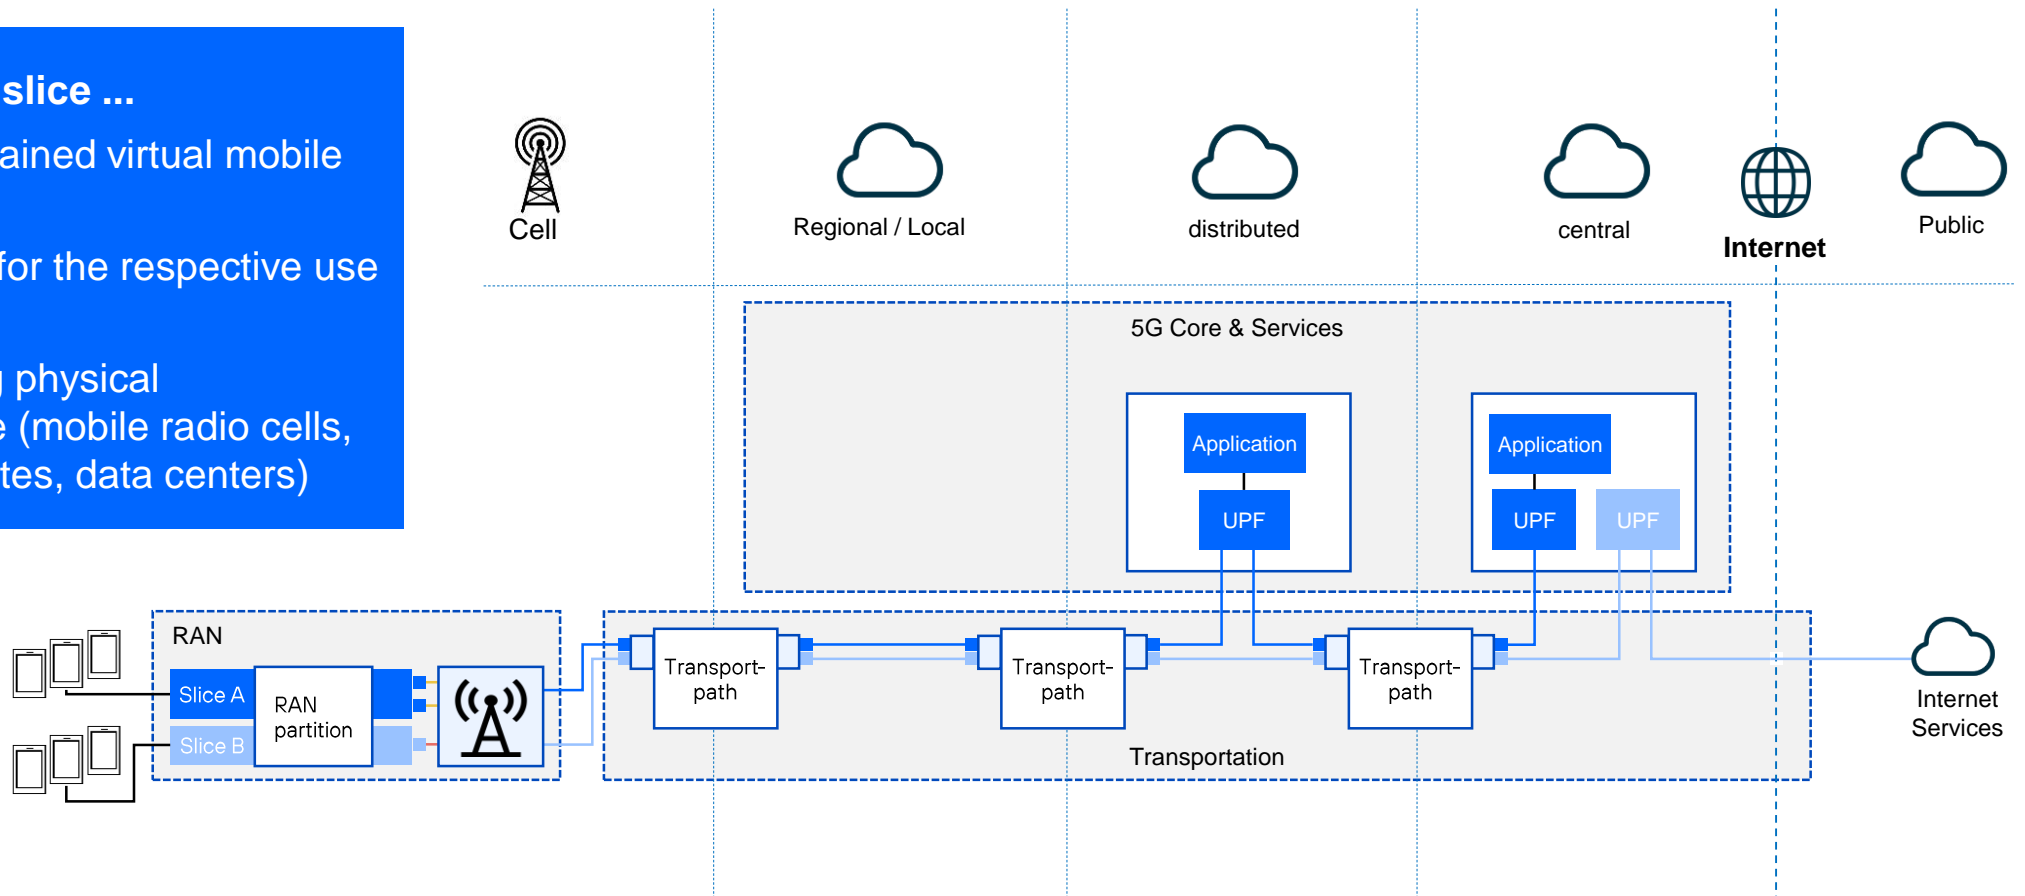 slice ...
ained virtual mobile
for the respective use
physical
(mobile radio cells,
tes, data centers)
Cell
Regional / Local
distributed
central
Internet
Public
5G Core & Services
Application
UPF
Application
UPF
UPF
RAN
Slice A
RAN
partition
Slice B
Transport-
path
Transport-
path
Transport-
path
Transportation
Internet
Services